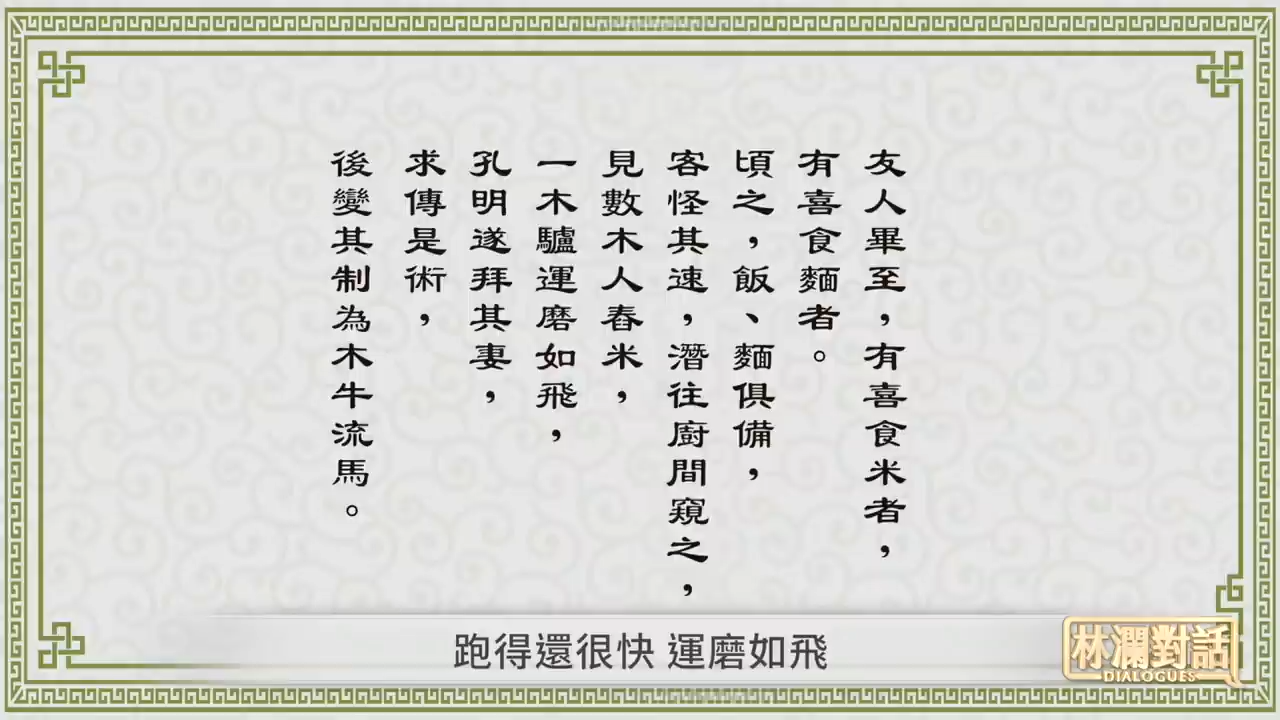 友人畢至，有喜食米者，
有喜食麵者。
頃之，飯、麵俱備，
客怪其速，潛往廚間窺之，
見數木人舂米，
一木驢運磨如飛，
孔明遂拜其妻，
求傳是術，
後變其制為木牛流馬。
跑得還很快 運磨如飛
林瀾對話
DIALOGUES